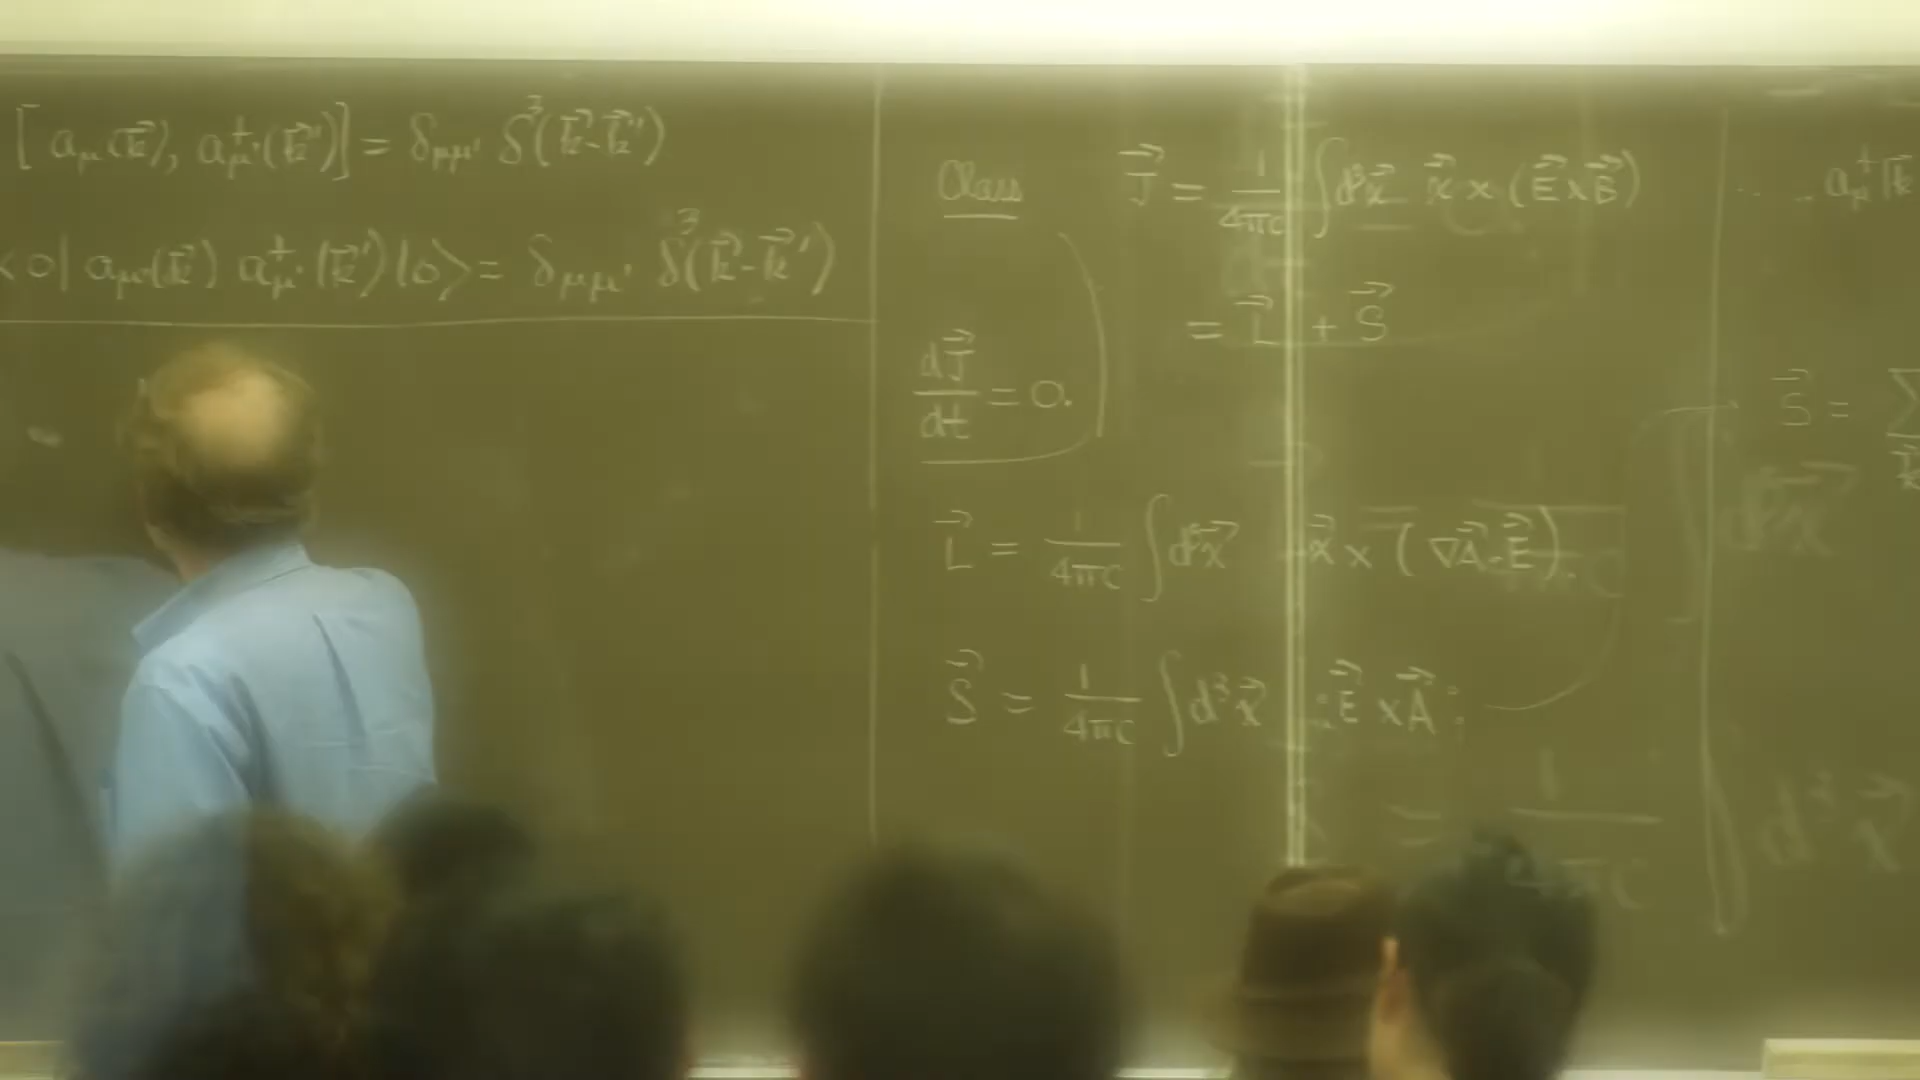 [a_μ(k⃗), a†_μ'(k⃗')] = δ_μμ' δ³(k⃗-k⃗')
<0| a_μ(k⃗) a†_μ'(k⃗') |0> = δ_μμ' δ³(k⃗-k⃗')
Class J⃗ = 1/4πc ∫d³x⃗ x⃗ × (E⃗×B⃗)
= L⃗ + S⃗
dJ⃗/dt = 0.
L⃗ = 1/4πc ∫d³x⃗ x⃗ × (∇A⃗·E⃗).
S⃗ = 1/4πc ∫d³x⃗ :E⃗ × A⃗:
a†_μ(k⃗
S⃗ = Σ_k⃗